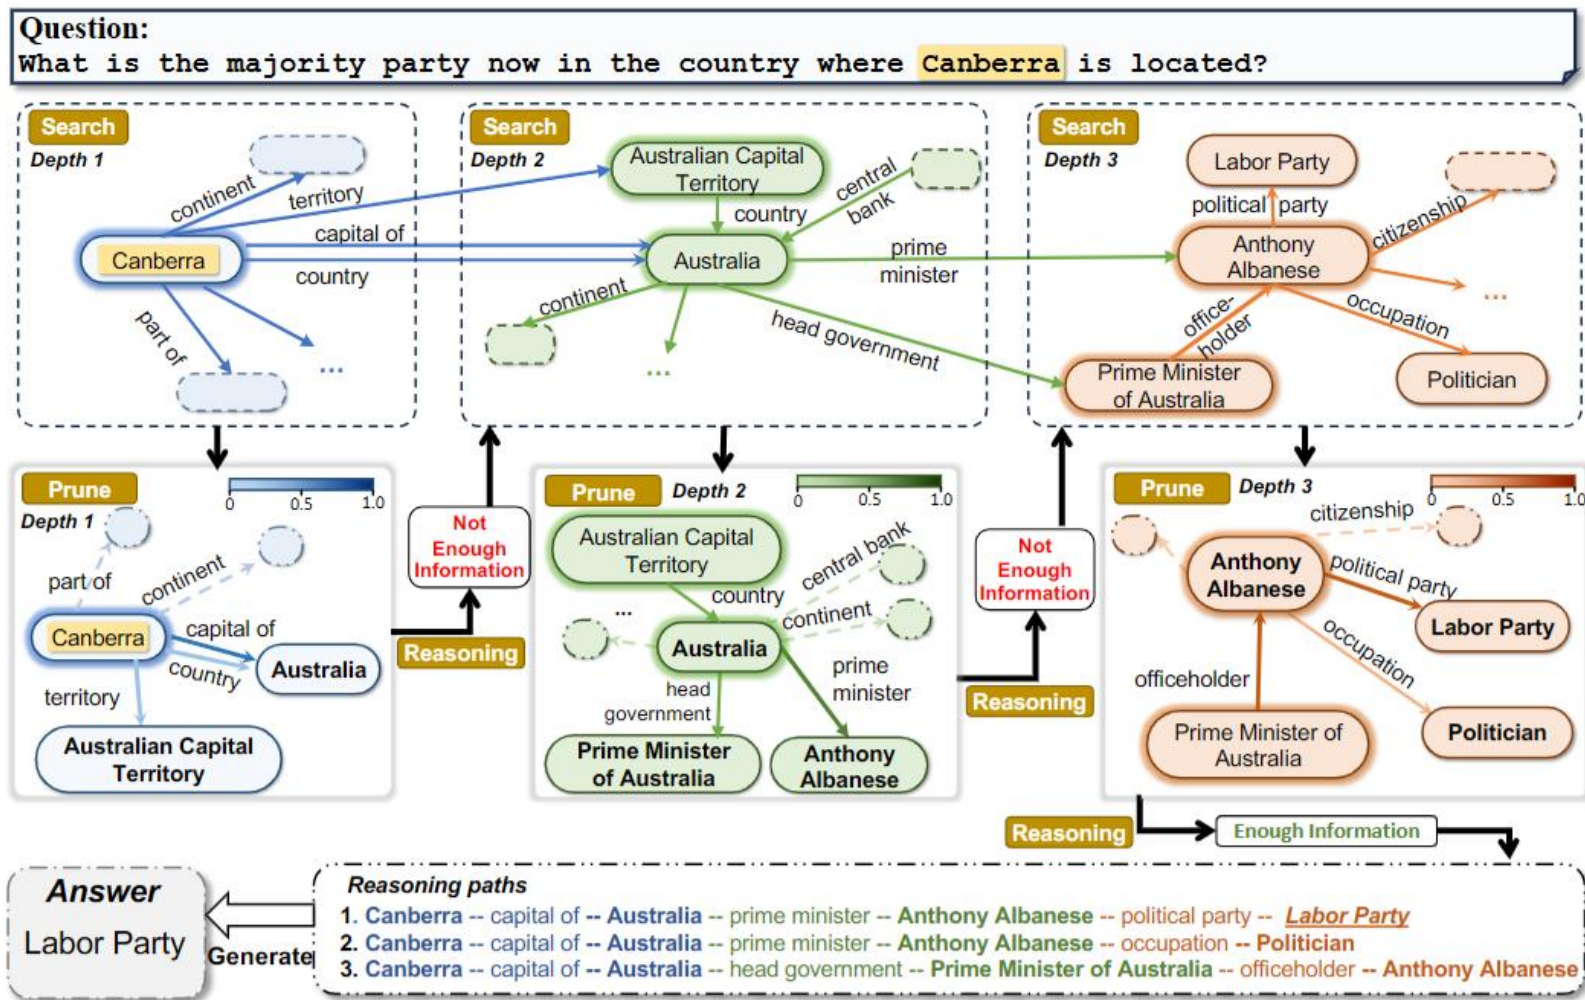 Question:
What is the majority party now in the country where Canberra is located?
Search
Depth 1
continent
territory
capital of
country
Canberra
part of
...
Search
Depth 2
Australian Capital
Territory
country
central
bank
Australia
prime
minister
continent
head government
...
Search
Depth 3
Labor Party
political party
citizenship
Anthony
Albanese
...
office-
holder
occupation
Prime Minister
of Australia
Politician
Prune
Depth 1
0 0.5 1.0
part of
continent
Canberra
capital of
country
Australia
territory
Australian Capital
Territory
Not
Enough
Information
Reasoning
Prune
Depth 2
0 0.5 1.0
Australian Capital
Territory
central bank
country
continent
...
Australia
head
government
prime
minister
Prime Minister
of Australia
Anthony
Albanese
Not
Enough
Information
Reasoning
Prune
Depth 3
0 0.5 1.0
citizenship
Anthony
Albanese
political party
Labor Party
occupation
officeholder
Prime Minister of
Australia
Politician
Reasoning
Enough Information
Answer
Labor Party
Generate
Reasoning paths
1. Canberra -- capital of -- Australia -- prime minister -- Anthony Albanese -- political party -- Labor Party
2. Canberra -- capital of -- Australia -- prime minister -- Anthony Albanese -- occupation -- Politician
3. Canberra -- capital of -- Australia -- head government -- Prime Minister of Australia -- officeholder -- Anthony Albanese